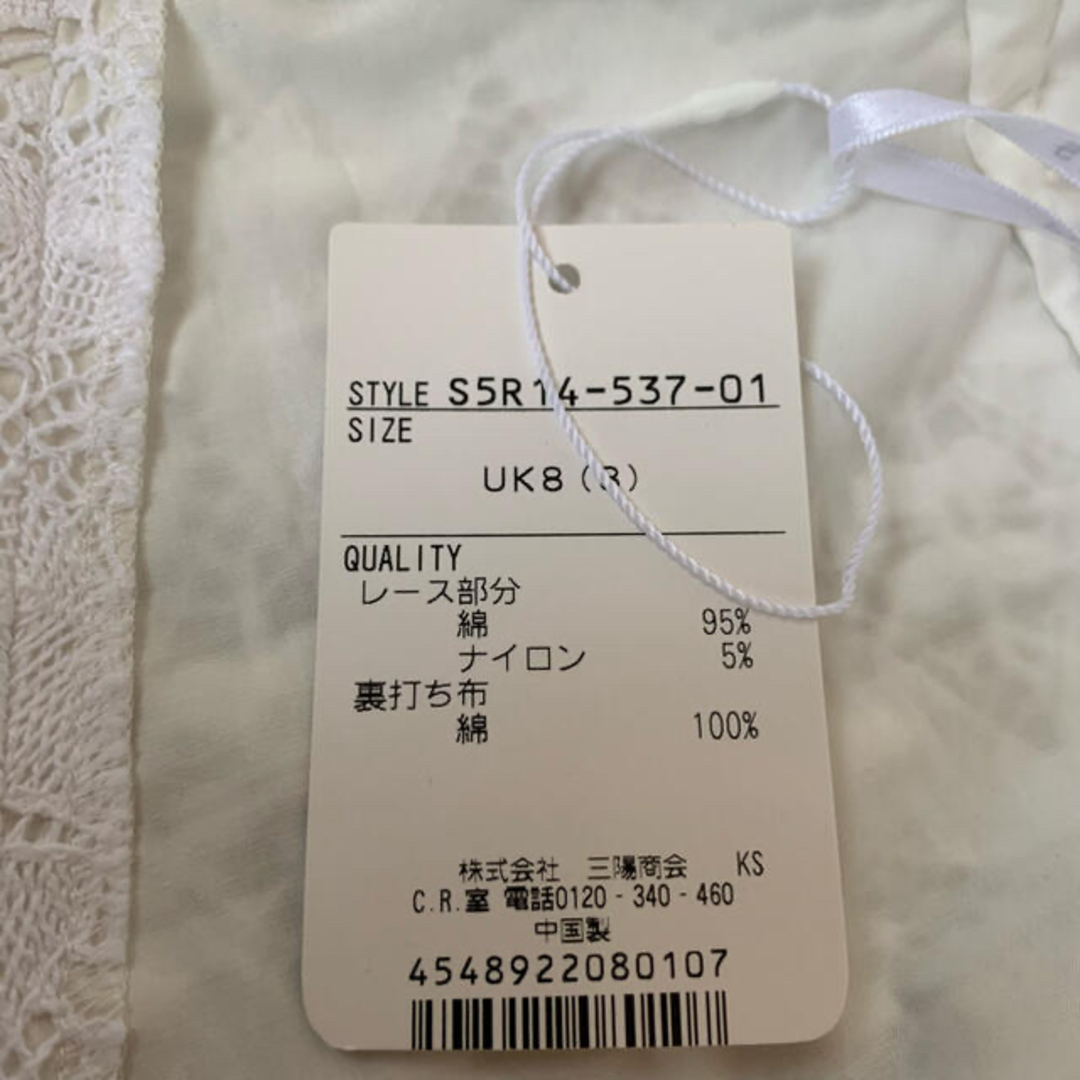 STYLE S5R14-537-01
SIZE
UK8 (8)
QUALITY
レース部分
綿 95%
ナイロン 5%
裏打ち布
綿 100%
株式会社 三陽商会 KS
C.R.室 電話0120-340-460
中国製
4548922080107